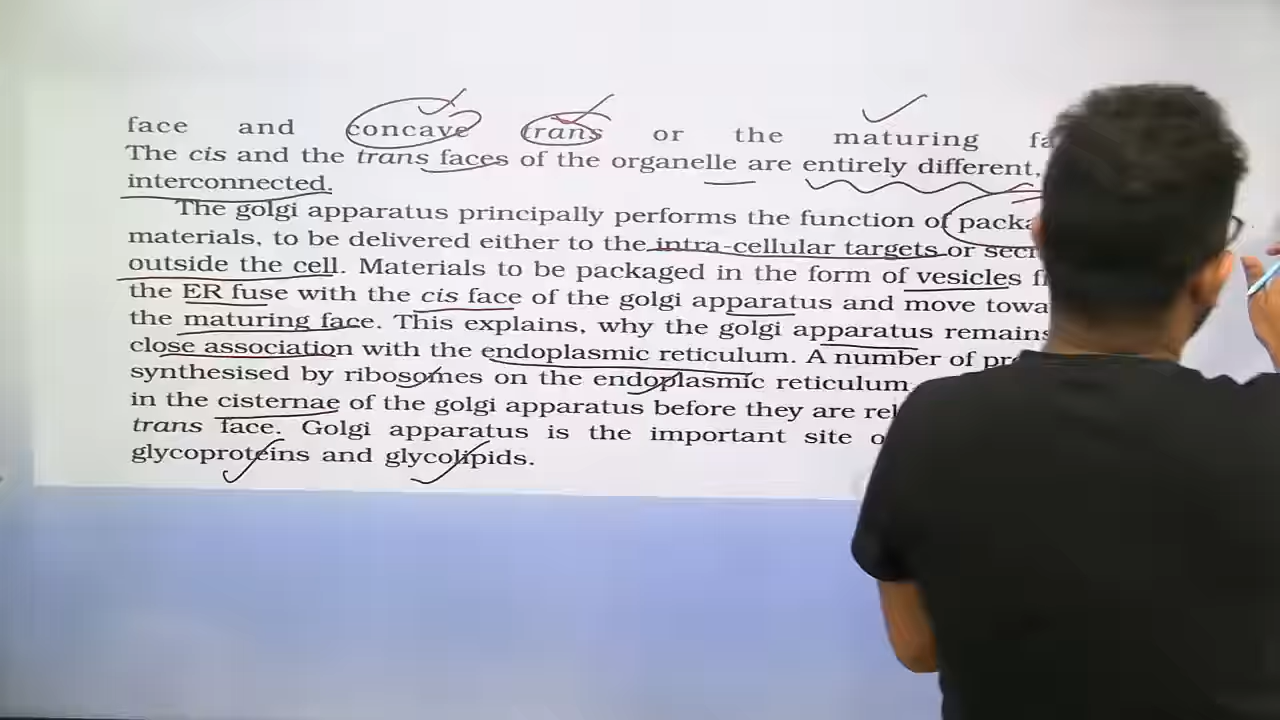 face and concave trans or the maturing
The cis and the trans faces of the organelle are entirely different,
interconnected.
The golgi apparatus principally performs the function of
materials, to be delivered either to the intra-cellular targets or
outside the cell. Materials to be packaged in the form of vesicles
the ER fuse with the cis face of the golgi apparatus and move
the maturing face. This explains, why the golgi apparatus remains
close association with the endoplasmic reticulum. A number of
synthesised by ribosomes on the endoplasmic reticulum
in the cisternae of the golgi apparatus before they are
trans face. Golgi apparatus is the important site
glycoproteins and glycolipids.